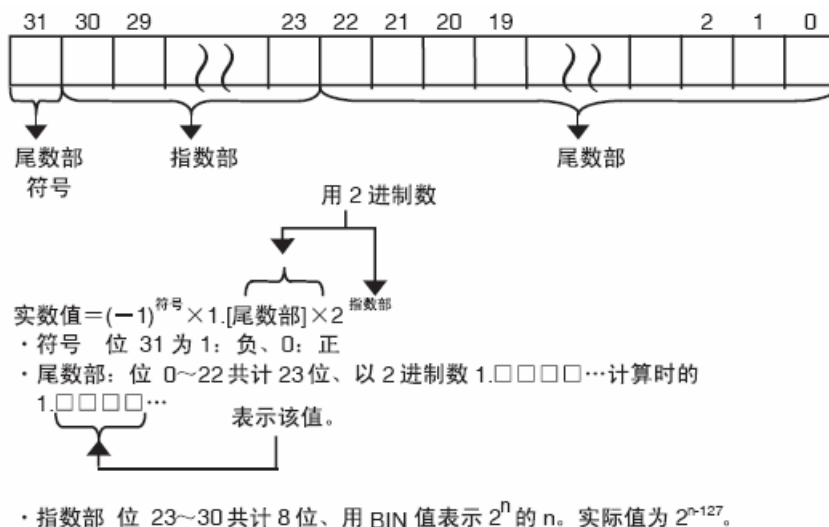 31 30 29 23 22 21 20 19 2 1 0
尾数部 指数部 尾数部
符号
用 2 进制数
实数值＝(－1)^符号 ×1.[尾数部]×2^指数部
・符号 位 31 为 1：负、0：正
・尾数部：位 0～22 共计 23 位、以 2 进制数 1.□□□□…计算时的
1.□□□□…
表示该值。
・指数部 位 23～30 共计 8 位、用 BIN 值表示 2^n 的 n。实际值为 2^n-127。